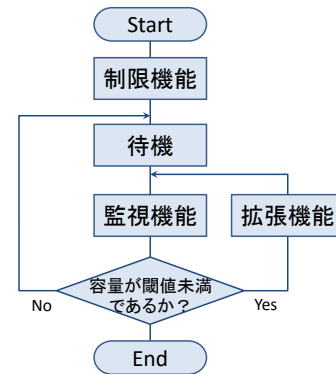 Start
制限機能
待機
監視機能
拡張機能
容量が閾値未満
であるか？
No
Yes
End